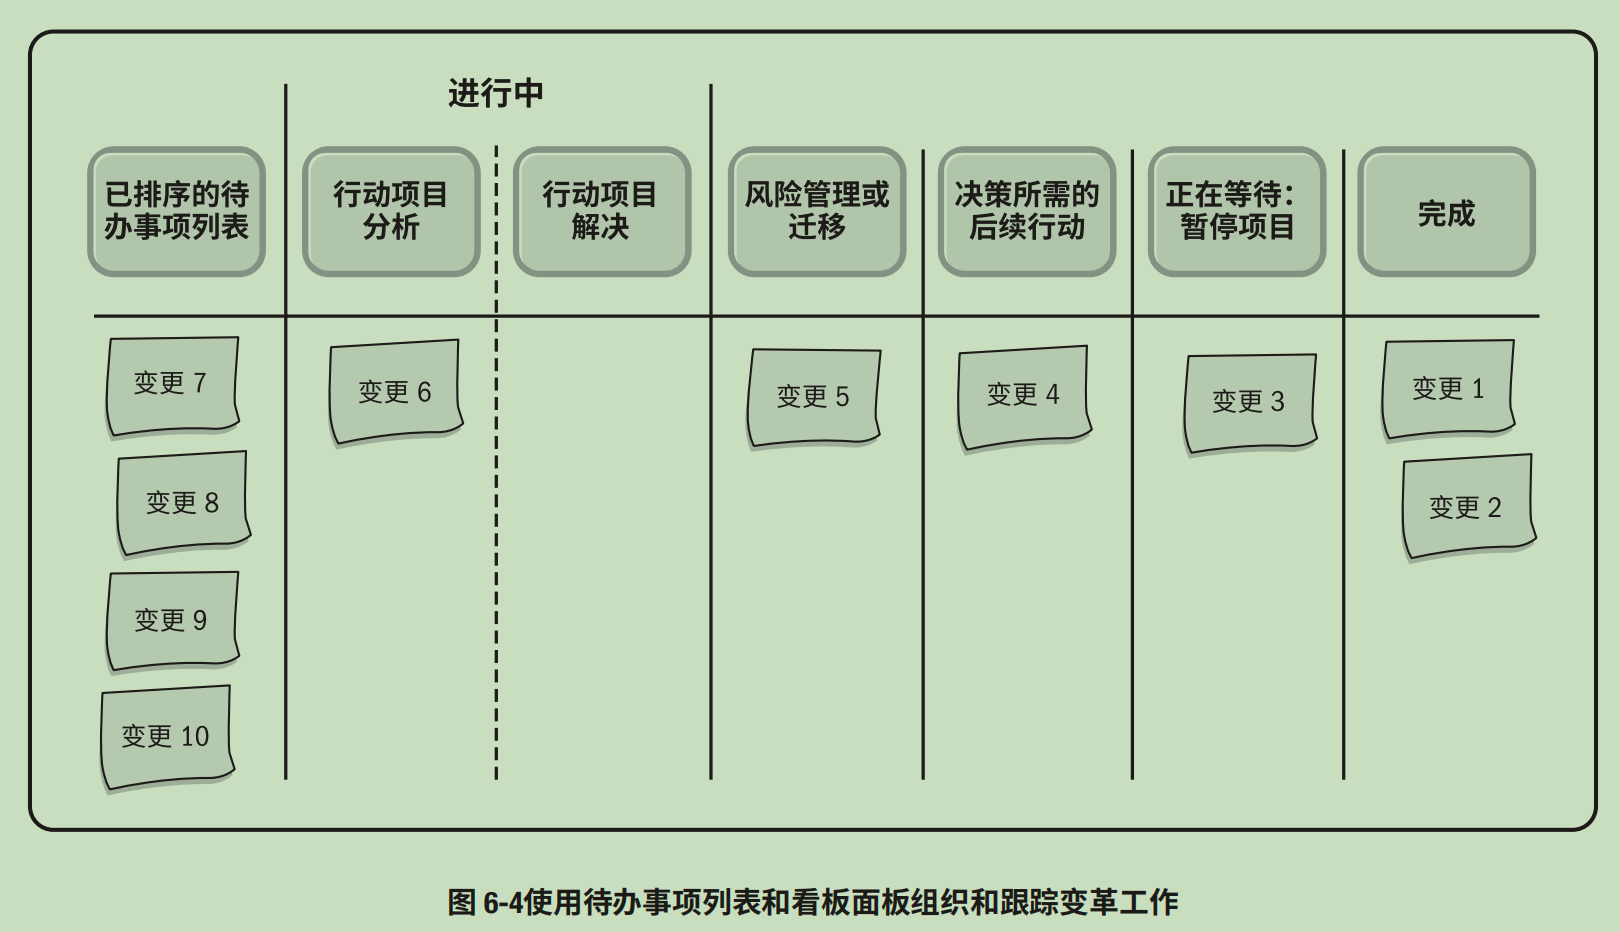 进行中
已排序的待
办事项列表
行动项目
分析
行动项目
解决
风险管理或
迁移
决策所需的
后续行动
正在等待：
暂停项目
完成
变更 7
变更 8
变更 9
变更 10
变更 6
变更 5
变更 4
变更 3
变更 1
变更 2
图 6-4使用待办事项列表和看板面板组织和跟踪变革工作